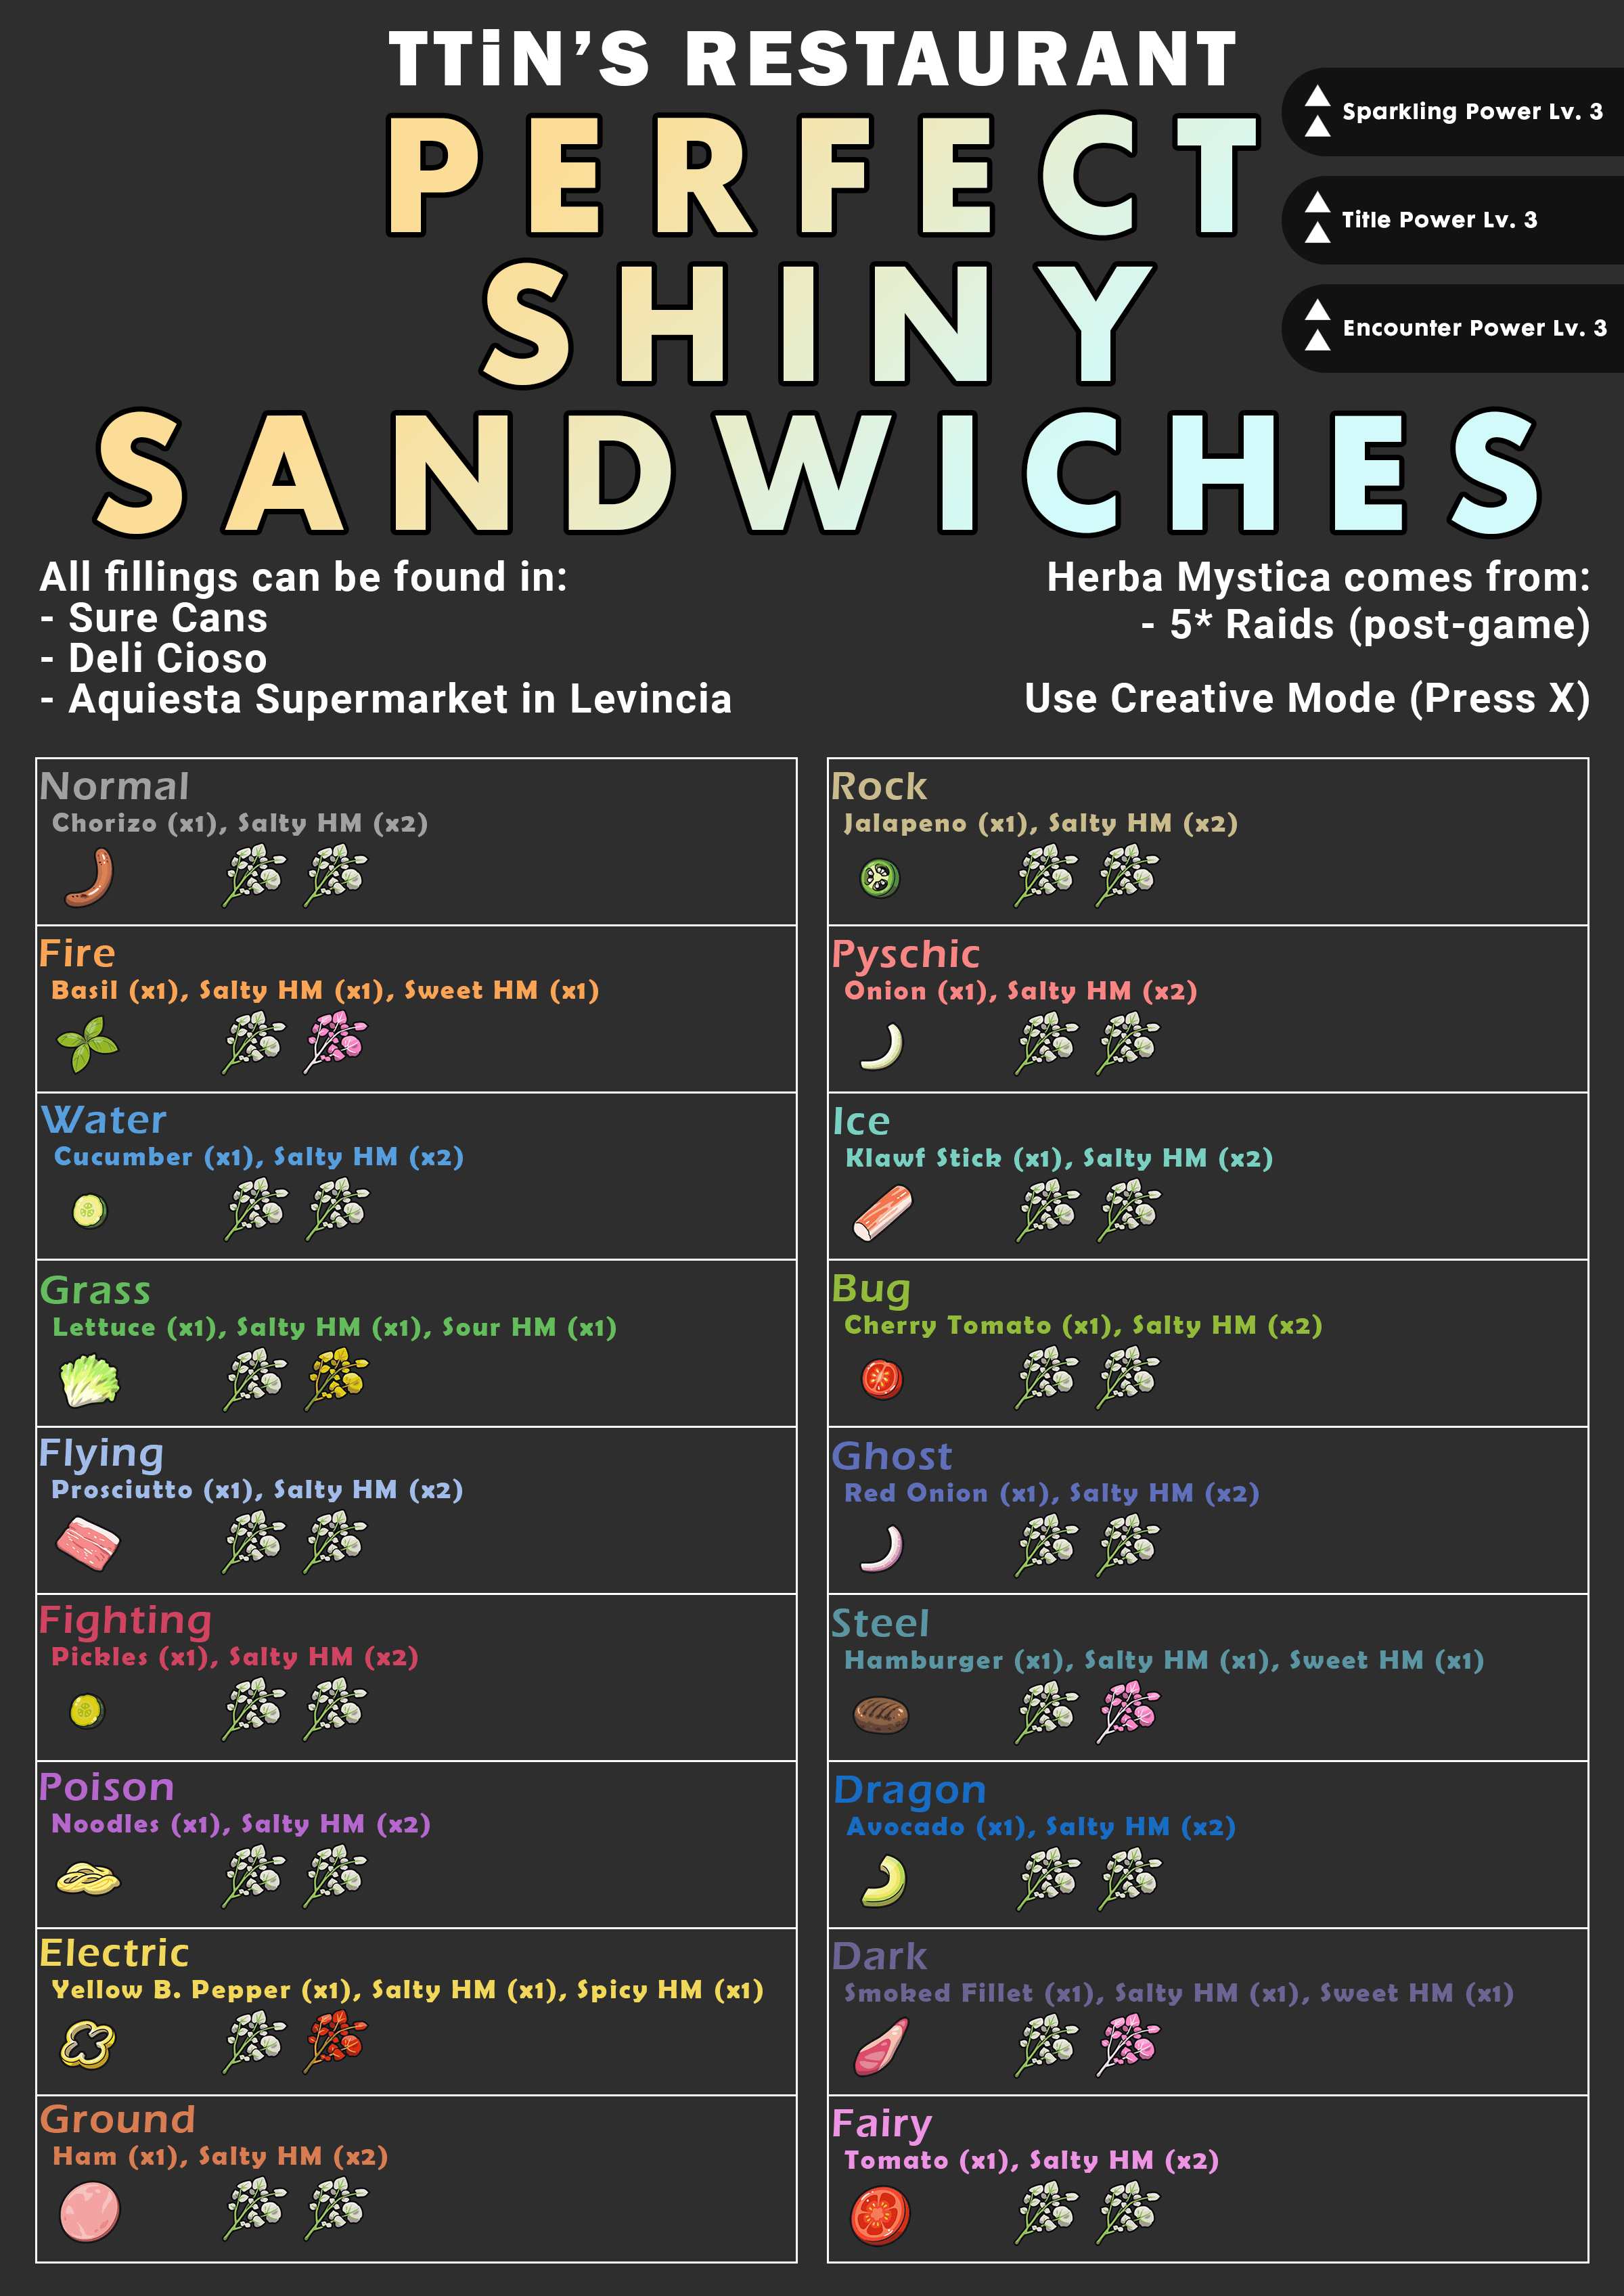 TTiN'S RESTAURANT
PERFECT
SHINY
SANDWICHES
Sparkling Power Lv. 3
Title Power Lv. 3
Encounter Power Lv. 3
All fillings can be found in:
- Sure Cans
- Deli Cioso
- Aquiesta Supermarket in Levincia
Herba Mystica comes from:
- 5* Raids (post-game)
Use Creative Mode (Press X)
Normal
Chorizo (x1), Salty HM (x2)
Fire
Basil (x1), Salty HM (x1), Sweet HM (x1)
Water
Cucumber (x1), Salty HM (x2)
Grass
Lettuce (x1), Salty HM (x1), Sour HM (x1)
Flying
Prosciutto (x1), Salty HM (x2)
Fighting
Pickles (x1), Salty HM (x2)
Poison
Noodles (x1), Salty HM (x2)
Electric
Yellow B. Pepper (x1), Salty HM (x1), Spicy HM (x1)
Ground
Ham (x1), Salty HM (x2)
Rock
Jalapeno (x1), Salty HM (x2)
Pyschic
Onion (x1), Salty HM (x2)
Ice
Klawf Stick (x1), Salty HM (x2)
Bug
Cherry Tomato (x1), Salty HM (x2)
Ghost
Red Onion (x1), Salty HM (x2)
Steel
Hamburger (x1), Salty HM (x1), Sweet HM (x1)
Dragon
Avocado (x1), Salty HM (x2)
Dark
Smoked Fillet (x1), Salty HM (x1), Sweet HM (x1)
Fairy
Tomato (x1), Salty HM (x2)